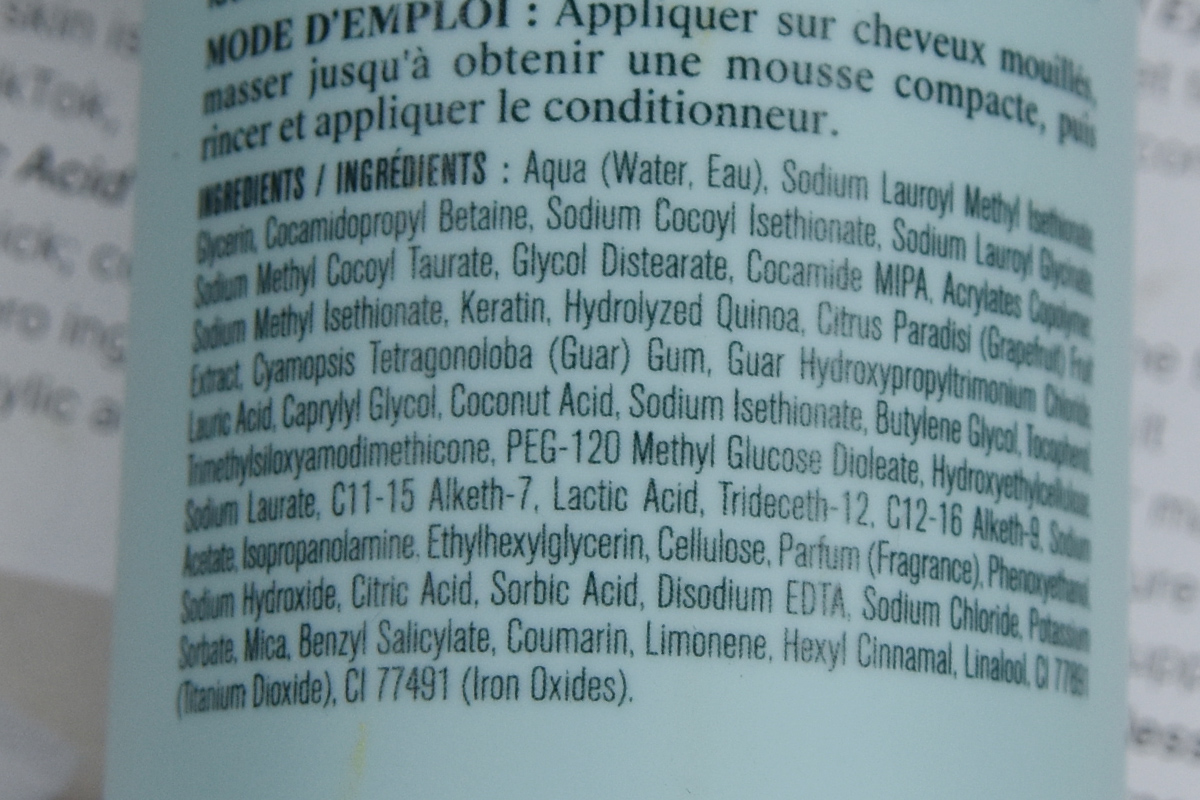 MODE D'EMPLOI : Appliquer sur cheveux mouillés,
masser jusqu'à obtenir une mousse compacte, puis
rincer et appliquer le conditionneur.
INGREDIENTS / INGRÉDIENTS : Aqua (Water, Eau), Sodium Lauroyl Methyl Isethionate,
Glycerin, Cocamidopropyl Betaine, Sodium Cocoyl Isethionate, Sodium Lauroyl Glycinate,
Sodium Methyl Cocoyl Taurate, Glycol Distearate, Cocamide MIPA, Acrylates Copolymer,
Sodium Methyl Isethionate, Keratin, Hydrolyzed Quinoa, Citrus Paradisi (Grapefruit) Fruit
Extract, Cyamopsis Tetragonoloba (Guar) Gum, Guar Hydroxypropyltrimonium Chloride,
Lauric Acid, Caprylyl Glycol, Coconut Acid, Sodium Isethionate, Butylene Glycol, Tocopherol,
Trimethylsiloxyamodimethicone, PEG-120 Methyl Glucose Dioleate, Hydroxyethylcellulose,
Sodium Laurate, C11-15 Alketh-7, Lactic Acid, Trideceth-12, C12-16 Alketh-9, Sodium
Acetate, Isopropanolamine, Ethylhexylglycerin, Cellulose, Parfum (Fragrance), Phenoxyethanol,
Sodium Hydroxide, Citric Acid, Sorbic Acid, Disodium EDTA, Sodium Chloride, Potassium
Sorbate, Mica, Benzyl Salicylate, Coumarin, Limonene, Hexyl Cinnamal, Linalool, CI 77891
(Titanium Dioxide), CI 77491 (Iron Oxides).
skin is
Acid